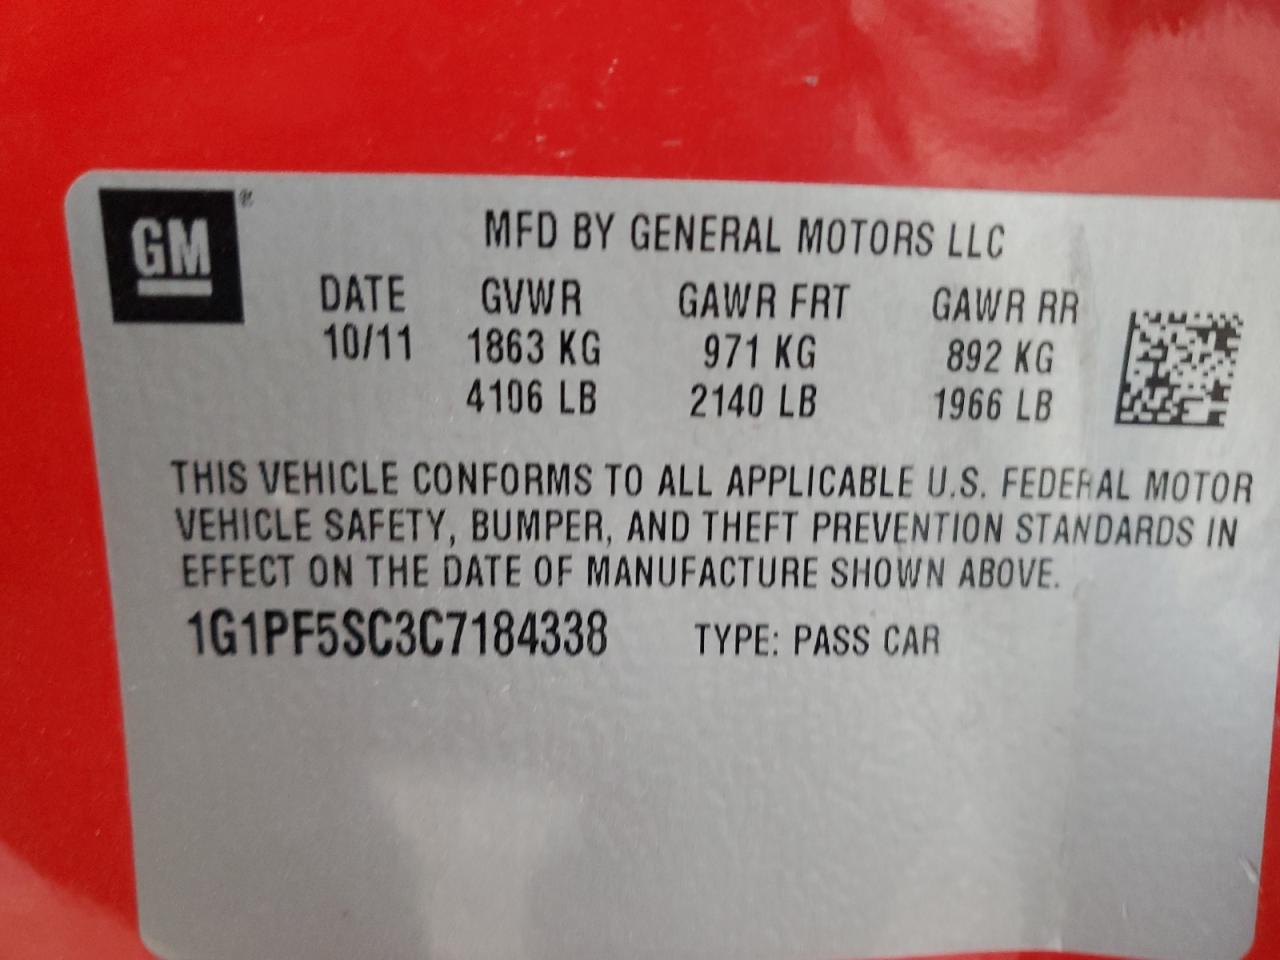 GM®
MFD BY GENERAL MOTORS LLC
DATE GVWR GAWR FRT GAWR RR
10/11 1863 KG 971 KG 892 KG
4106 LB 2140 LB 1966 LB
THIS VEHICLE CONFORMS TO ALL APPLICABLE U.S. FEDERAL MOTOR
VEHICLE SAFETY, BUMPER, AND THEFT PREVENTION STANDARDS IN
EFFECT ON THE DATE OF MANUFACTURE SHOWN ABOVE.
1G1PF5SC3C7184338 TYPE: PASS CAR